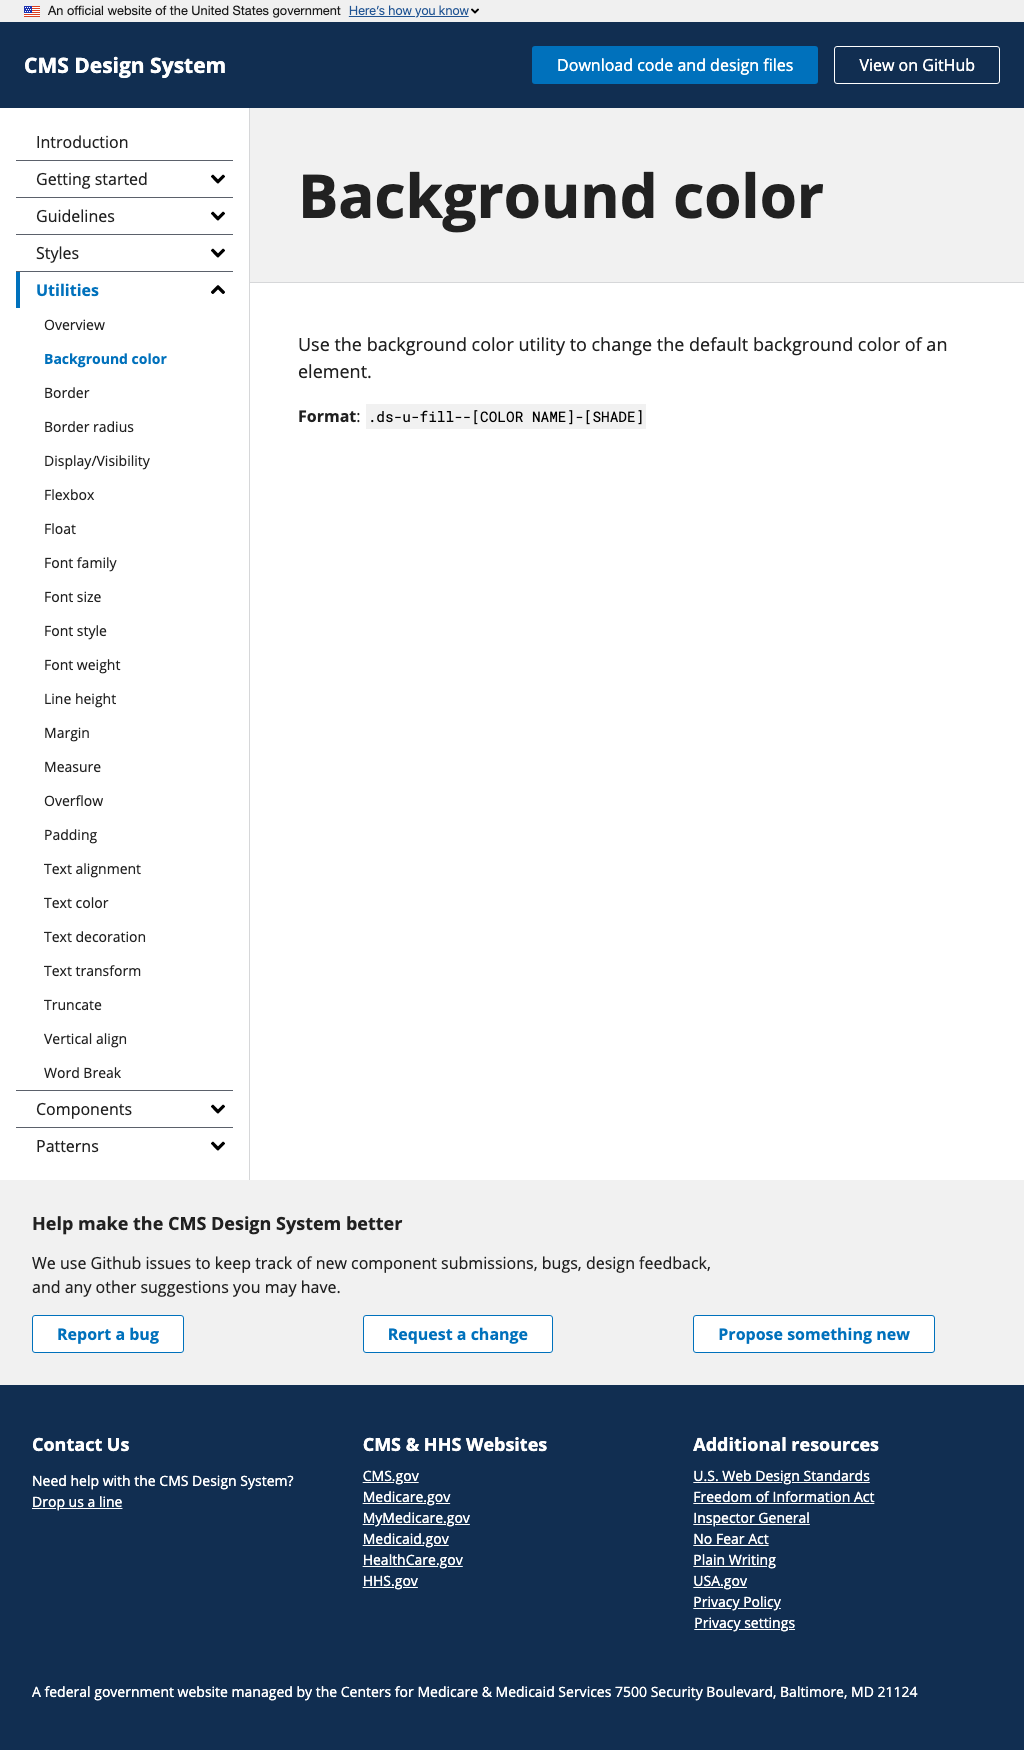 An official website of the United States government Here's how you know
CMS Design System
Download code and design files
View on GitHub
Introduction
Getting started
Guidelines
Styles
Utilities
Overview
Background color
Border
Border radius
Display/Visibility
Flexbox
Float
Font family
Font size
Font style
Font weight
Line height
Margin
Measure
Overflow
Padding
Text alignment
Text color
Text decoration
Text transform
Truncate
Vertical align
Word Break
Components
Patterns
Background color
Use the background color utility to change the default background color of an
element.
Format: .ds-u-fill--[COLOR NAME]-[SHADE]
Help make the CMS Design System better
We use Github issues to keep track of new component submissions, bugs, design feedback,
and any other suggestions you may have.
Report a bug
Request a change
Propose something new
Contact Us
Need help with the CMS Design System?
Drop us a line
CMS & HHS Websites
CMS.gov
Medicare.gov
MyMedicare.gov
Medicaid.gov
HealthCare.gov
HHS.gov
Additional resources
U.S. Web Design Standards
Freedom of Information Act
Inspector General
No Fear Act
Plain Writing
USA.gov
Privacy Policy
Privacy settings
A federal government website managed by the Centers for Medicare & Medicaid Services 7500 Security Boulevard, Baltimore, MD 21124